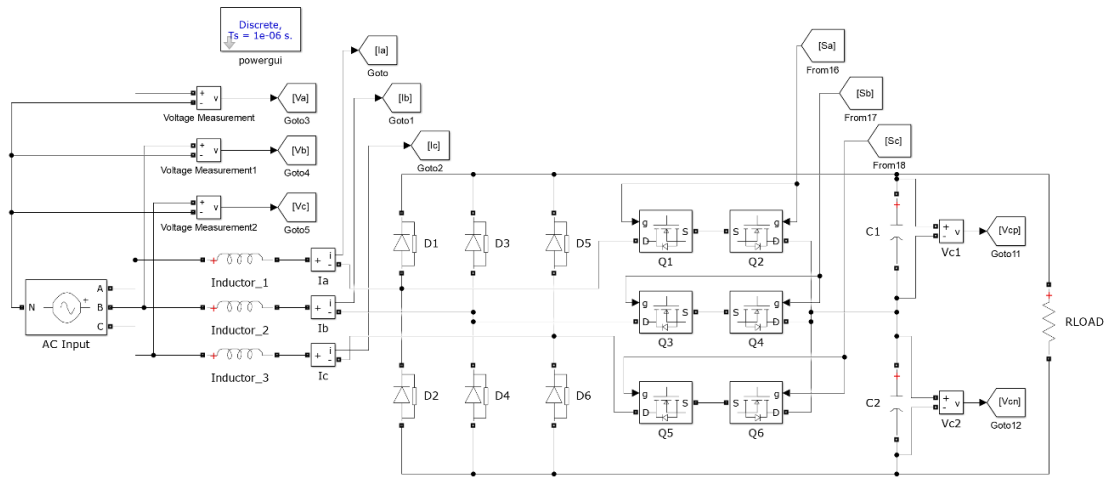 Discrete,
Ts = 1e-06 s.
powergui
[Ia]
Goto
[Sa]
From16
+
-
v
Voltage Measurement
[Va]
Goto3
[Ib]
Goto1
[Sb]
From17
+
-
v
Voltage Measurement1
[Vb]
Goto4
[Ic]
Goto2
[Sc]
From18
+
-
v
Voltage Measurement2
[Vc]
Goto5
D1
D3
D5
g
D
S
Q1
S
g
D
Q2
+
C1
+
-
v
Vc1
[Vcp]
Goto11
+
Inductor_1
+
-
i
Ia
N
+
A
B
C
AC Input
+
Inductor_2
+
-
i
Ib
g
D
S
Q3
S
g
D
Q4
+
RLOAD
+
Inductor_3
+
-
i
Ic
D2
D4
D6
g
D
S
Q5
S
g
D
Q6
+
C2
+
-
v
Vc2
[Vcn]
Goto12